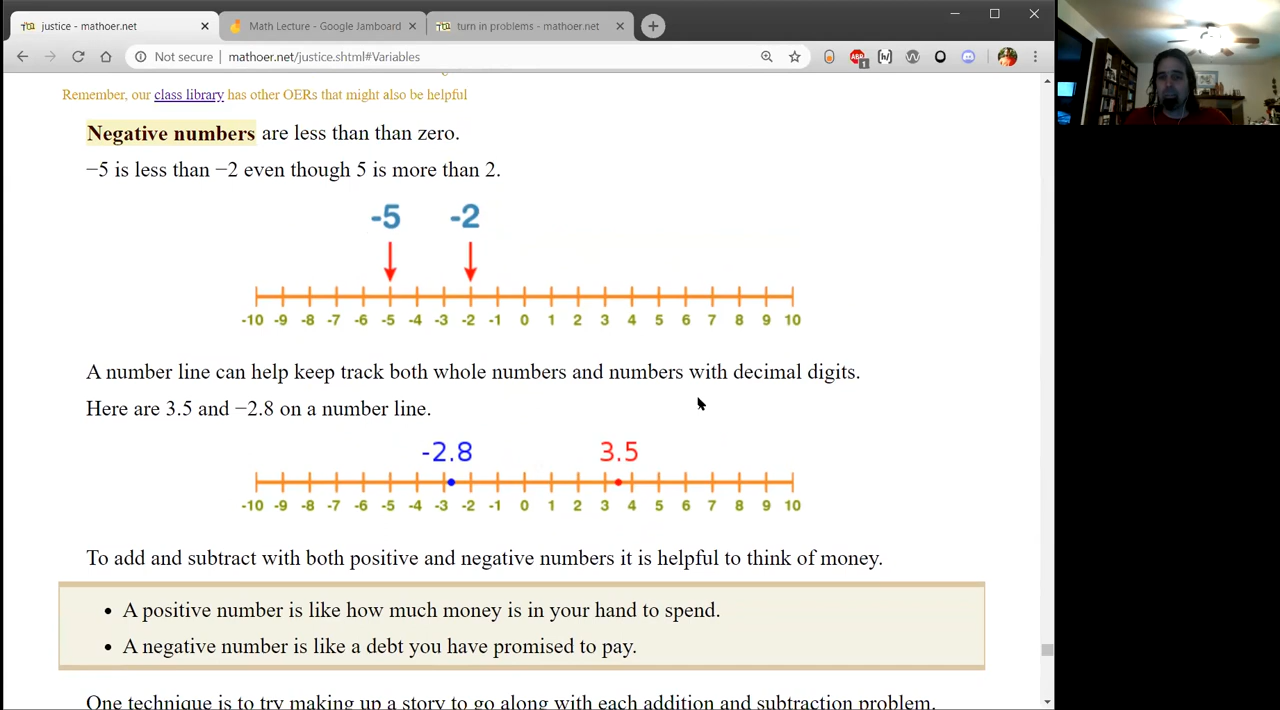 justice - mathoer.net
Math Lecture - Google Jamboard
turn in problems - mathoer.net
Not secure
mathoer.net/justice.shtml#Variables
ABP
1
Remember, our class library has other OERs that might also be helpful
Negative numbers are less than than zero.
−5 is less than −2 even though 5 is more than 2.
-5 -2
-10 -9 -8 -7 -6 -5 -4 -3 -2 -1 0 1 2 3 4 5 6 7 8 9 10
A number line can help keep track both whole numbers and numbers with decimal digits.
Here are 3.5 and −2.8 on a number line.
-2.8 3.5
-10 -9 -8 -7 -6 -5 -4 -3 -2 -1 0 1 2 3 4 5 6 7 8 9 10
To add and subtract with both positive and negative numbers it is helpful to think of money.
• A positive number is like how much money is in your hand to spend.
• A negative number is like a debt you have promised to pay.
One technique is to try making up a story to go along with each addition and subtraction problem.